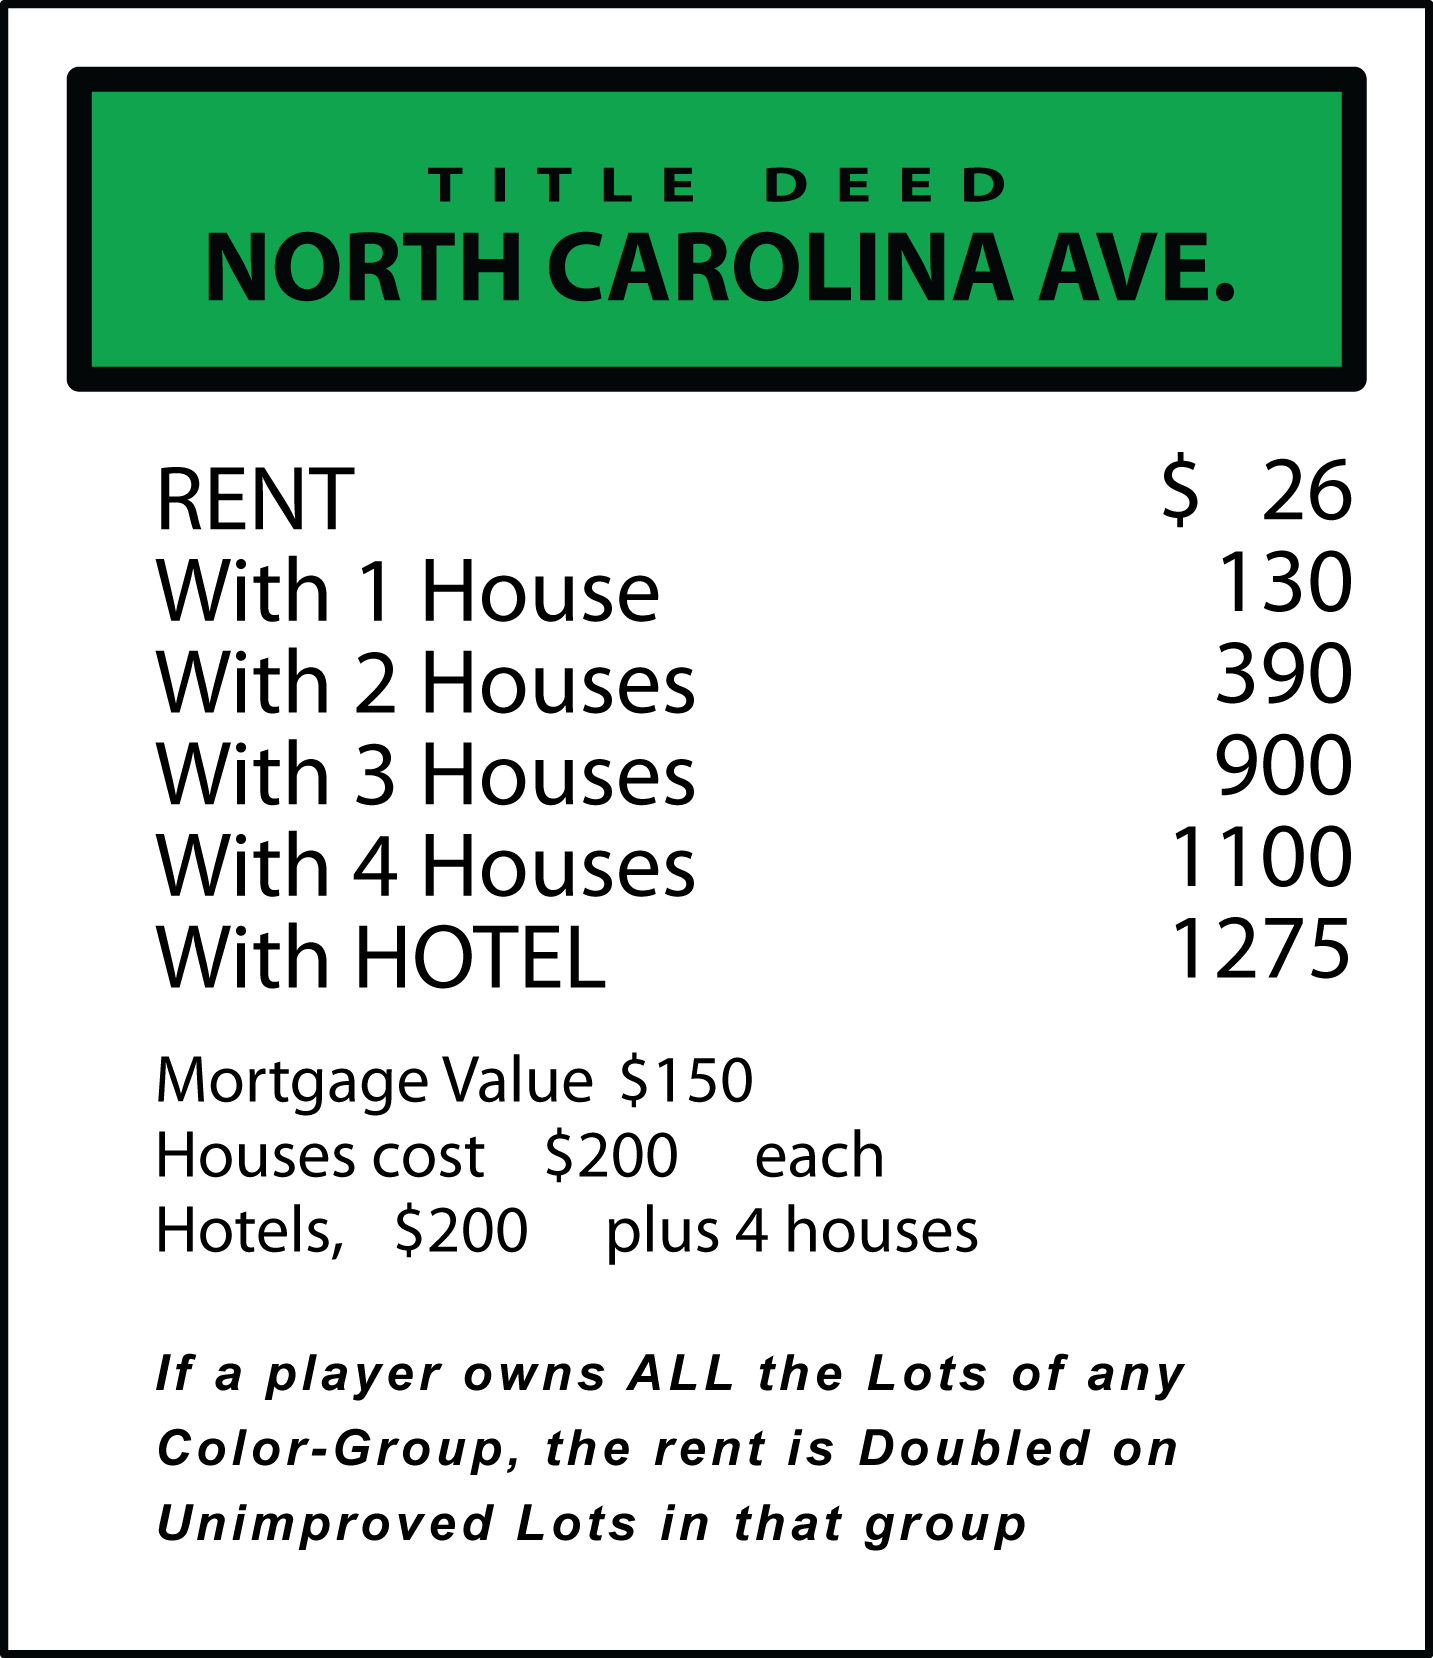 TITLE DEED
NORTH CAROLINA AVE.
RENT $ 26
With 1 House 130
With 2 Houses 390
With 3 Houses 900
With 4 Houses 1100
With HOTEL 1275
Mortgage Value $150
Houses cost $200 each
Hotels, $200 plus 4 houses
If a player owns ALL the Lots of any
Color-Group, the rent is Doubled on
Unimproved Lots in that group